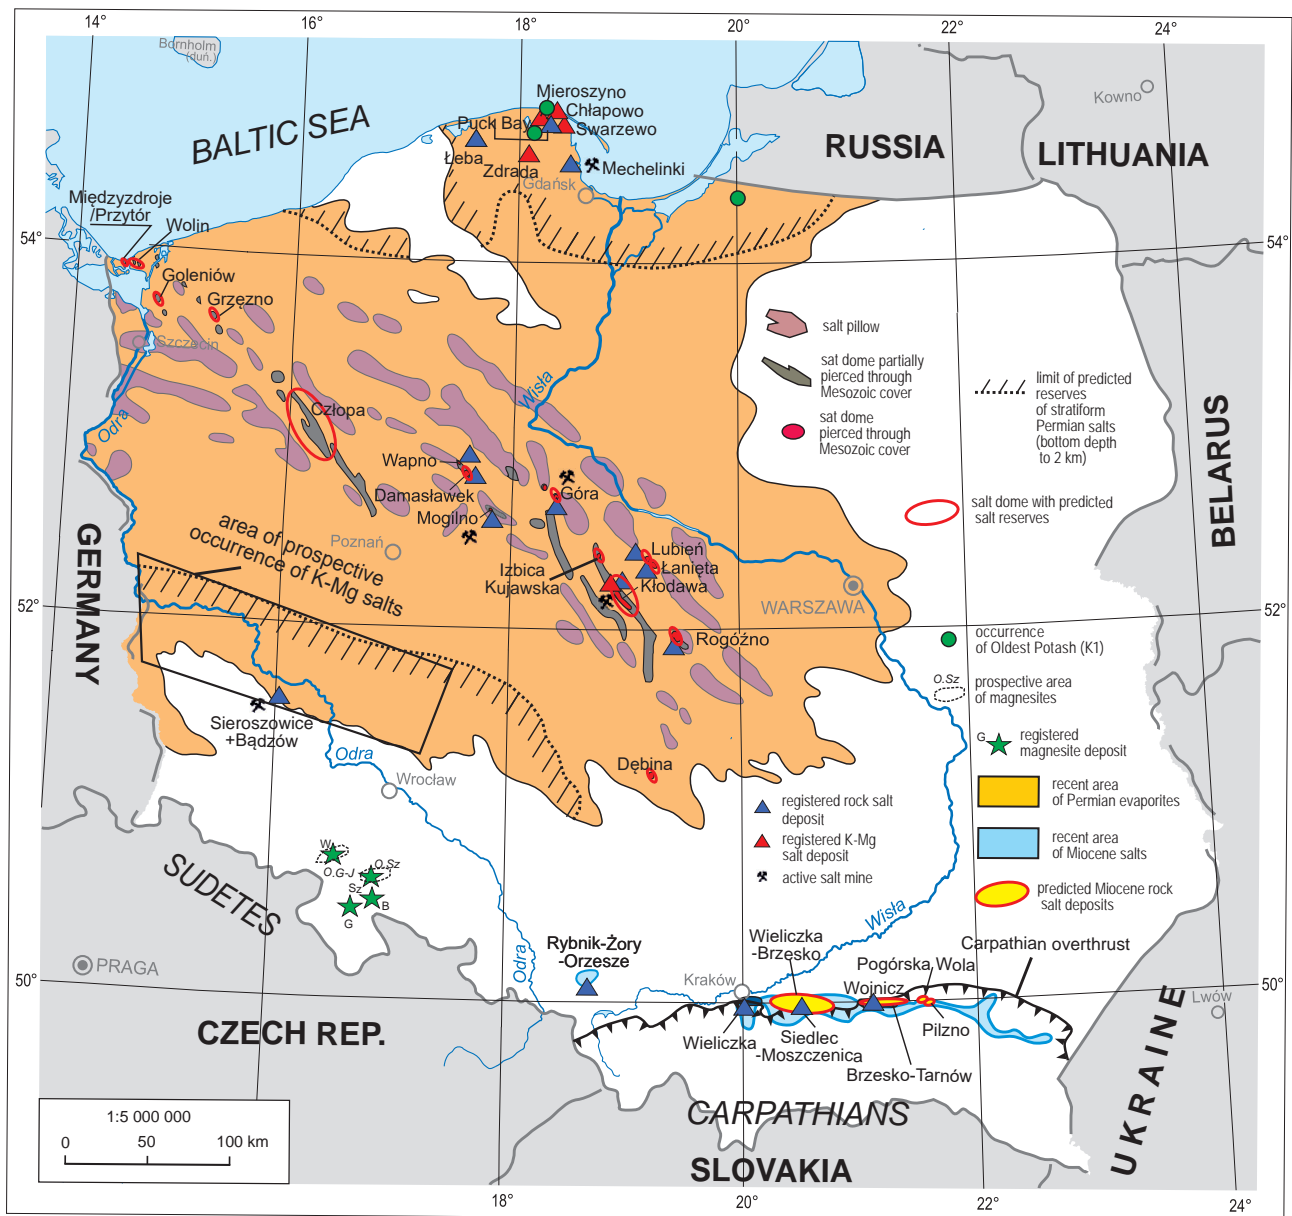 14°
16°
18°
20°
22°
24°
Bornholm
(duń.)
BALTIC SEA
Mieroszyno
Chłapowo
Puck Bay
Swarzewo
Łeba
Zdrada
Mechelinki
Gdańsk
Kowno
RUSSIA
LITHUANIA
Międzyzdroje
/Przytór
Wolin
54°
54°
Goleniów
Grzęzno
Szczecin
Odra
Człopa
Wisła
salt pillow
sat dome partially
pierced through
Mesozoic cover
sat dome
pierced through
Mesozoic cover
limit of predicted
reserves
of stratiform
Permian salts
(bottom depth
to 2 km)
salt dome with predicted
salt reserves
BELARUS
Wapno
Damasławek
Mogilno
Góra
GERMANY
area of prospective
occurrence of K-Mg salts
Poznań
Izbica
Kujawska
Lubień
Łanięta
Kłodawa
WARSZAWA
52°
52°
Rogóźno
occurrence
of Oldest Potash (K1)
O.Sz
prospective area
of magnesites
G
registered
magnesite deposit
Sieroszowice
+Bądzów
Odra
Wrocław
Dębina
registered rock salt
deposit
registered K-Mg
salt deposit
active salt mine
recent area
of Permian evaporites
recent area
of Miocene salts
predicted Miocene rock
salt deposits
SUDETES
W
O.G-J
O.Sz
Sz
B
G
Wisła
Wieliczka
-Brzesko
Carpathian overthrust
Rybnik-Żory
-Orzesze
Odra
Pogórska Wola
Kraków
Wojnicz
50°
50°
PRAGA
Lwów
CZECH REP.
Wieliczka
Siedlec
-Moszczenica
Pilzno
Brzesko-Tarnów
UKRAINE
CARPATHIANS
SLOVAKIA
1:5 000 000
0
50
100 km
18°
20°
22°
24°